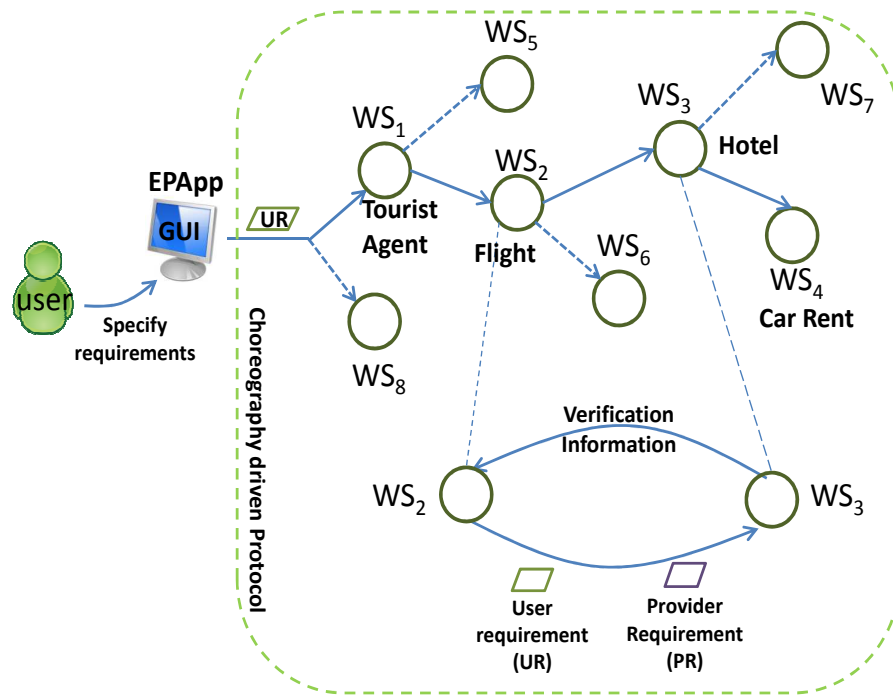 WS5
WS7
WS3
WS1
Hotel
WS2
EPApp
UR
GUI
Tourist
Agent
Flight
WS6
WS4
Car Rent
user
Specify
requirements
WS8
Choreography driven Protocol
Verification
Information
WS2
WS3
User
requirement
(UR)
Provider
Requirement
(PR)